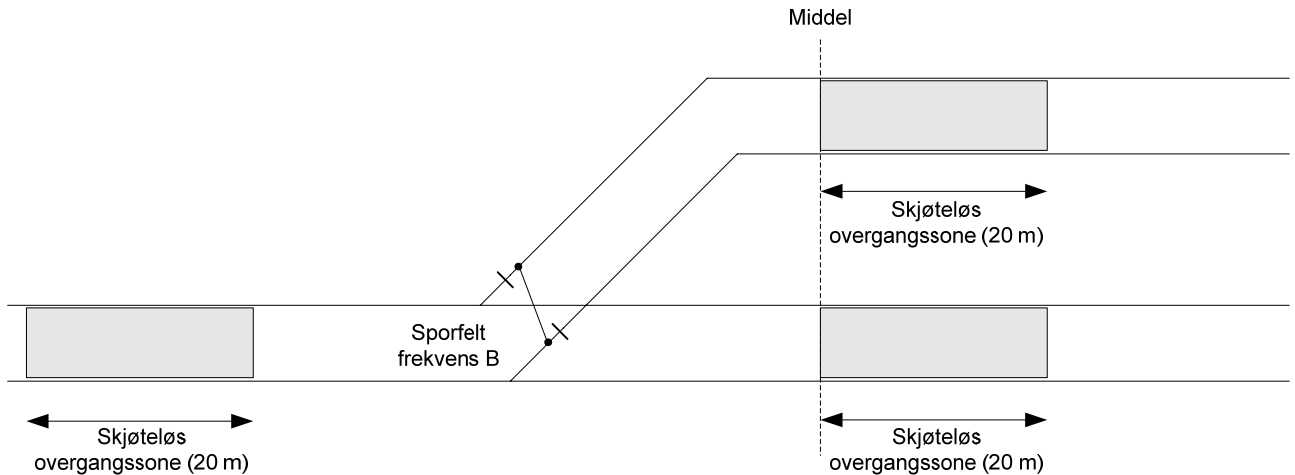 Middel
Skjøteløs
overgangssone (20 m)
Sporfelt
frekvens B
Skjøteløs
overgangssone (20 m)
Skjøteløs
overgangssone (20 m)